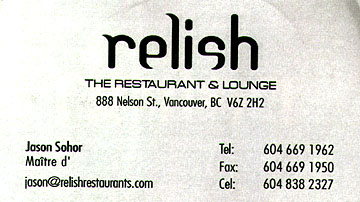 relish
THE RESTAURANT & LOUNGE
888 Nelson St., Vancouver, BC V6Z 2H2
Jason Sohor
Maître d'
jason@relishrestaurants.com
Tel: 604 669 1962
Fax: 604 669 1950
Cel: 604 838 2327